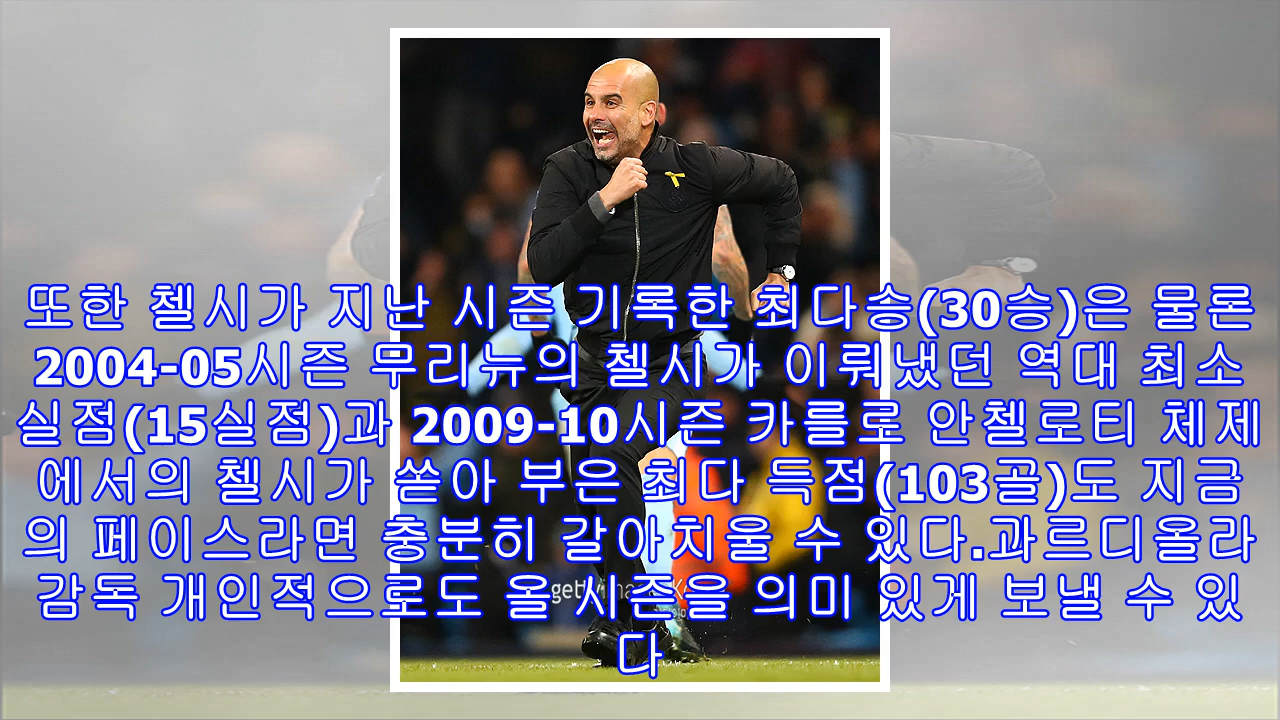 또한 첼시가 지난 시즌 기록한 최다승(30승)은 물론
2004-05시즌 무리뉴의 첼시가 이뤄냈던 역대 최소
실점(15실점)과 2009-10시즌 카를로 안첼로티 체제
에서의 첼시가 쏟아 부은 최다 득점(103골)도 지금
의 페이스라면 충분히 갈아치울 수 있다.과르디올라
감독 개인적으로도 올 시즌을 의미 있게 보낼 수 있
다